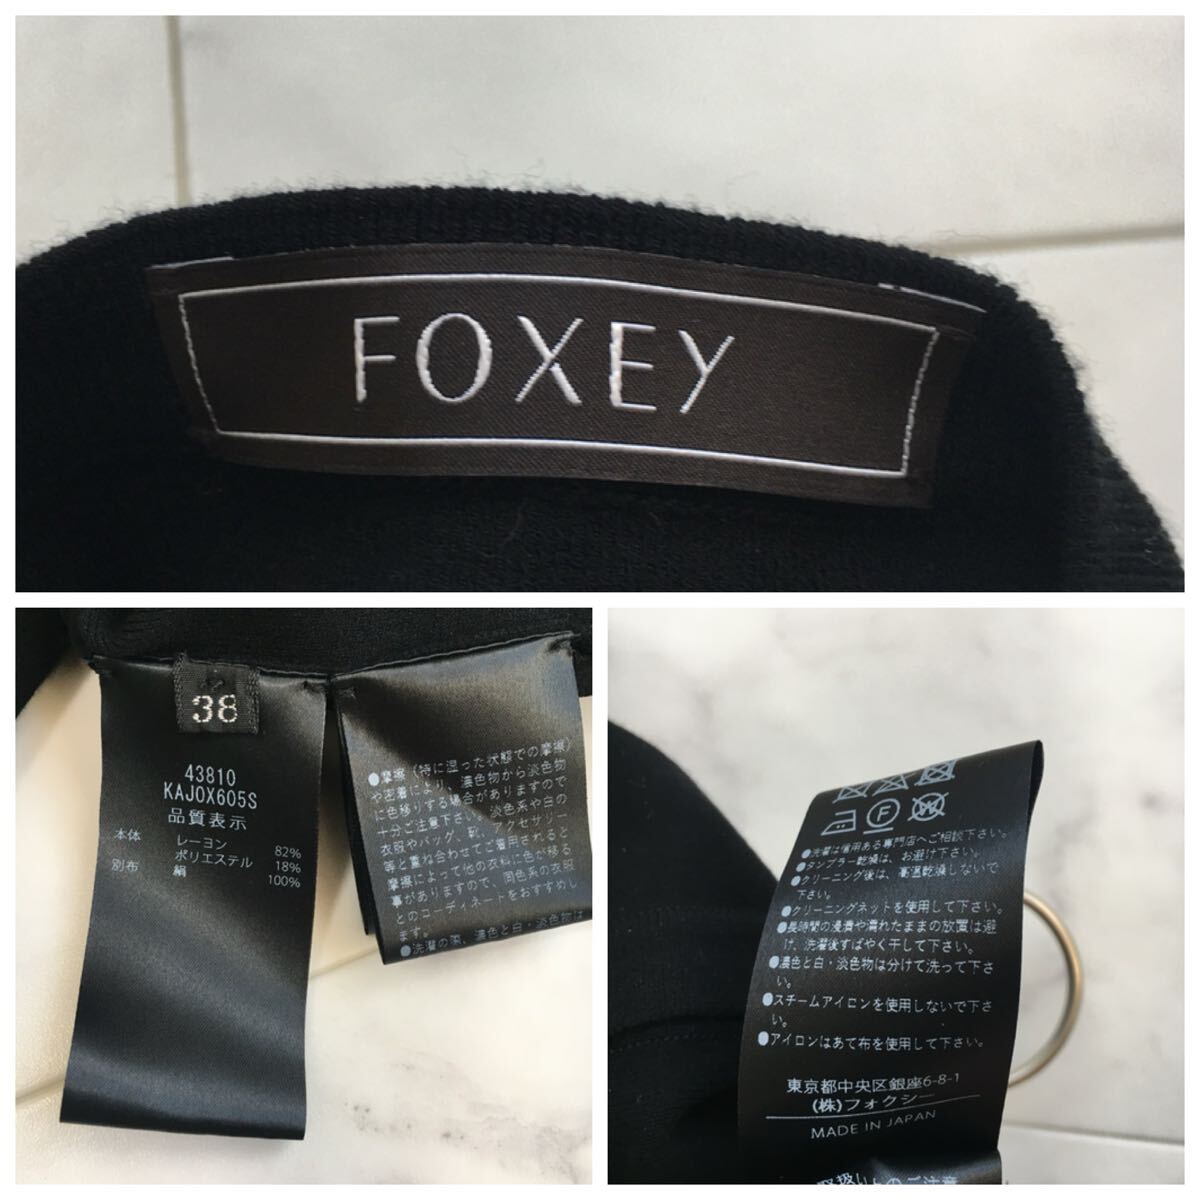 FOXEY
38
43810
KAJOX605S
品質表示
本体 レーヨン 82%
ポリエステル 18%
別布 絹 100%
●摩擦(特に湿った状態での摩擦)
や密着により、濃色物から淡色物
に色移りする場合がありますので
十分ご注意下さい。淡色系や白の
衣服やバッグ、靴、アクセサリー
等と重ね合わせてご着用されると
摩擦によって他の衣料に色が移る
事がありますので、同色系の衣服
とのコーディネートをおすすめし
ます。
●洗濯の際、濃色と白・淡色物は
●洗濯は信用ある専門店へご相談下さい。
●タンブラー乾燥は、お避け下さい。
●クリーニング後は、高温乾燥しないで
下さい。
●クリーニングネットを使用して下さい。
●長時間の浸漬や濡れたままの放置は避
け、洗濯後すばやく干して下さい。
●濃色と白・淡色物は分けて洗って下さ
い。
●スチームアイロンを使用しないで下さ
い。
●アイロンはあて布を使用して下さい。
東京都中央区銀座6-8-1
(株)フォクシー
MADE IN JAPAN
取扱い上のご注意